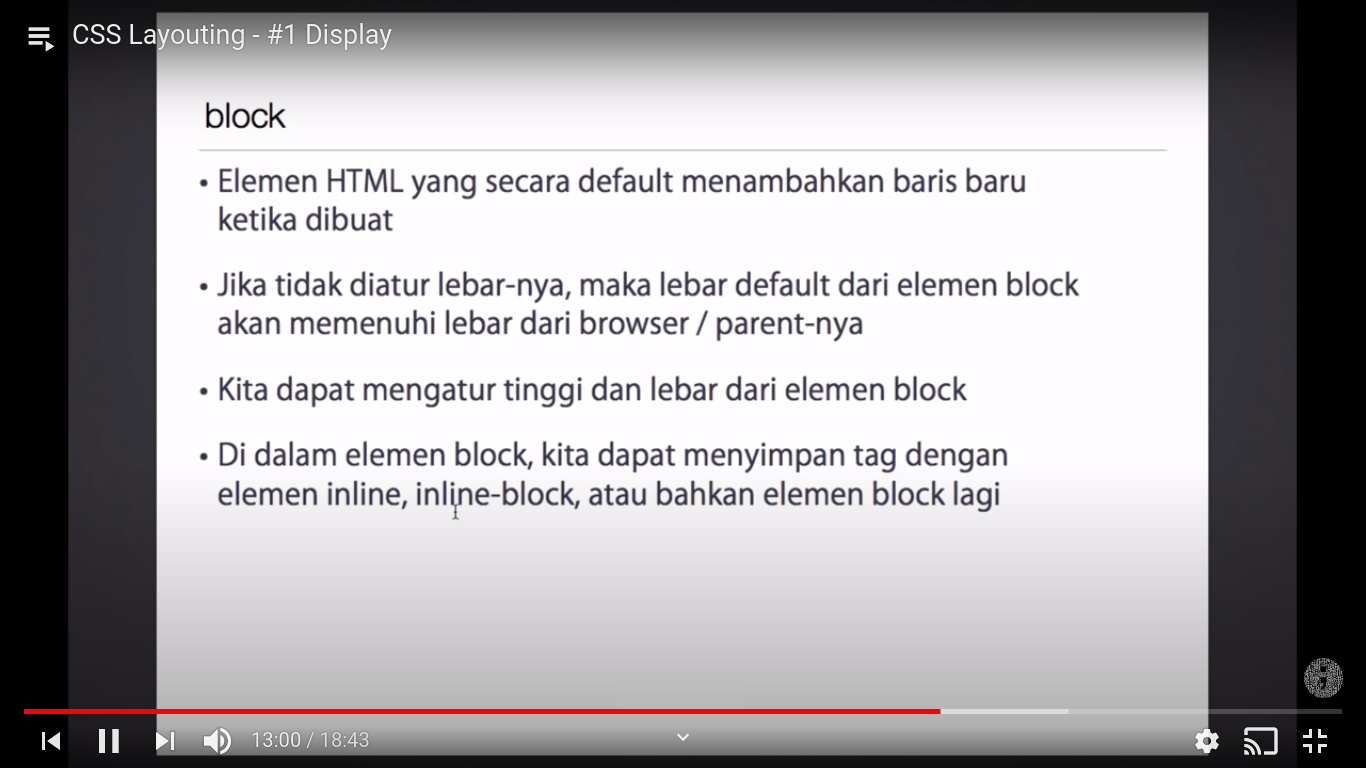 CSS Layouting - #1 Display
block
• Elemen HTML yang secara default menambahkan baris baru
ketika dibuat
• Jika tidak diatur lebar-nya, maka lebar default dari elemen block
akan memenuhi lebar dari browser / parent-nya
• Kita dapat mengatur tinggi dan lebar dari elemen block
• Di dalam elemen block, kita dapat menyimpan tag dengan
elemen inline, inline-block, atau bahkan elemen block lagi
13:00 / 18:43